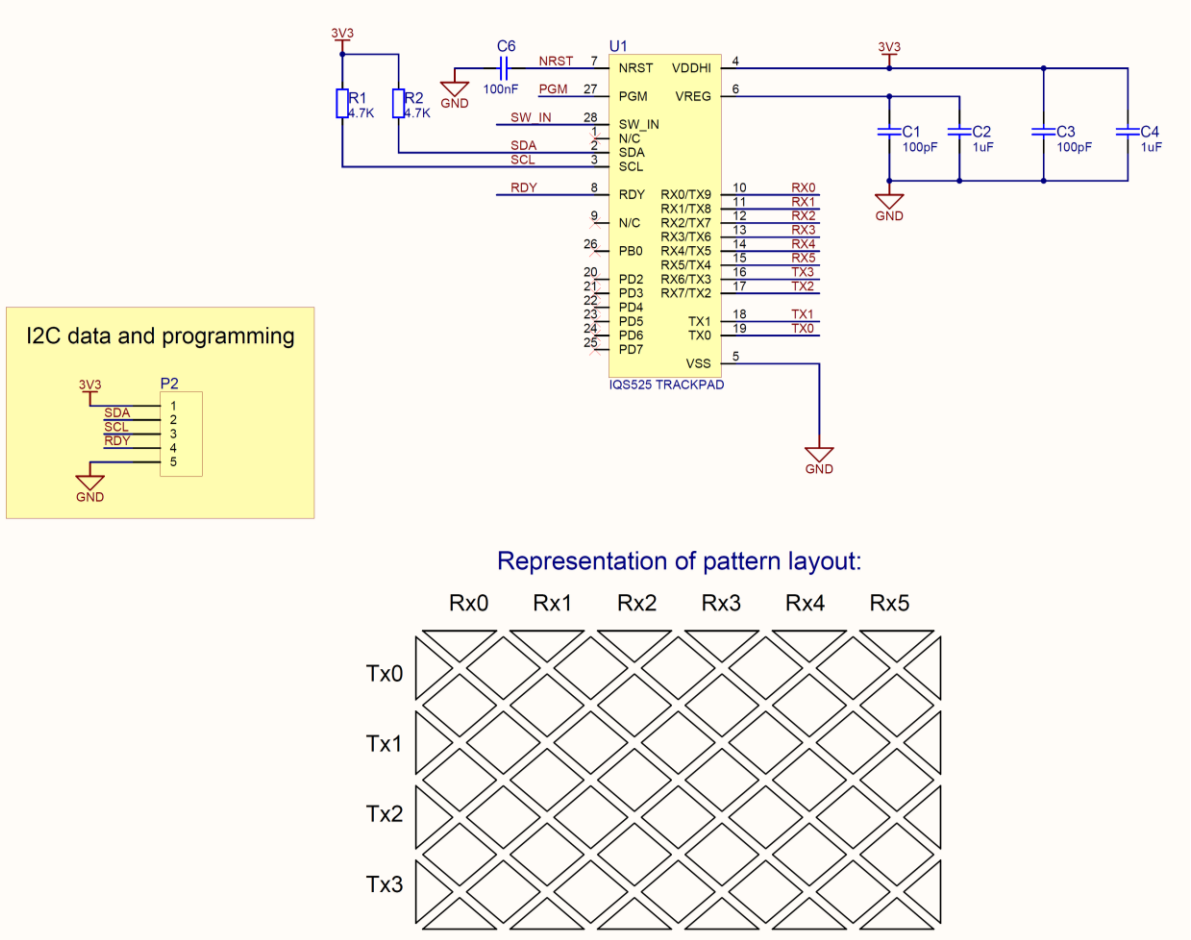 3V3
R1
4.7K
R2
4.7K
GND
C6
100nF
NRST 7
PGM 27
SW_IN 28
1
SDA 2
SCL 3
RDY 8
9
26
20
21
22
23
24
25
U1
NRST VDDHI 4
PGM VREG 6
SW_IN
N/C
SDA
SCL
RDY RX0/TX9 10 RX0
RX1/TX8 11 RX1
N/C RX2/TX7 12 RX2
RX3/TX6 13 RX3
PB0 RX4/TX5 14 RX4
RX5/TX4 15 RX5
PD2 RX6/TX3 16 TX3
PD3 RX7/TX2 17 TX2
PD4
PD5 TX1 18 TX1
PD6 TX0 19 TX0
PD7
VSS 5
IQS525 TRACKPAD
GND
3V3
C1
100pF
C2
1uF
C3
100pF
C4
1uF
GND
I2C data and programming
3V3
P2
1
SDA 2
SCL 3
RDY 4
5
GND
Representation of pattern layout:
Rx0 Rx1 Rx2 Rx3 Rx4 Rx5
Tx0
Tx1
Tx2
Tx3